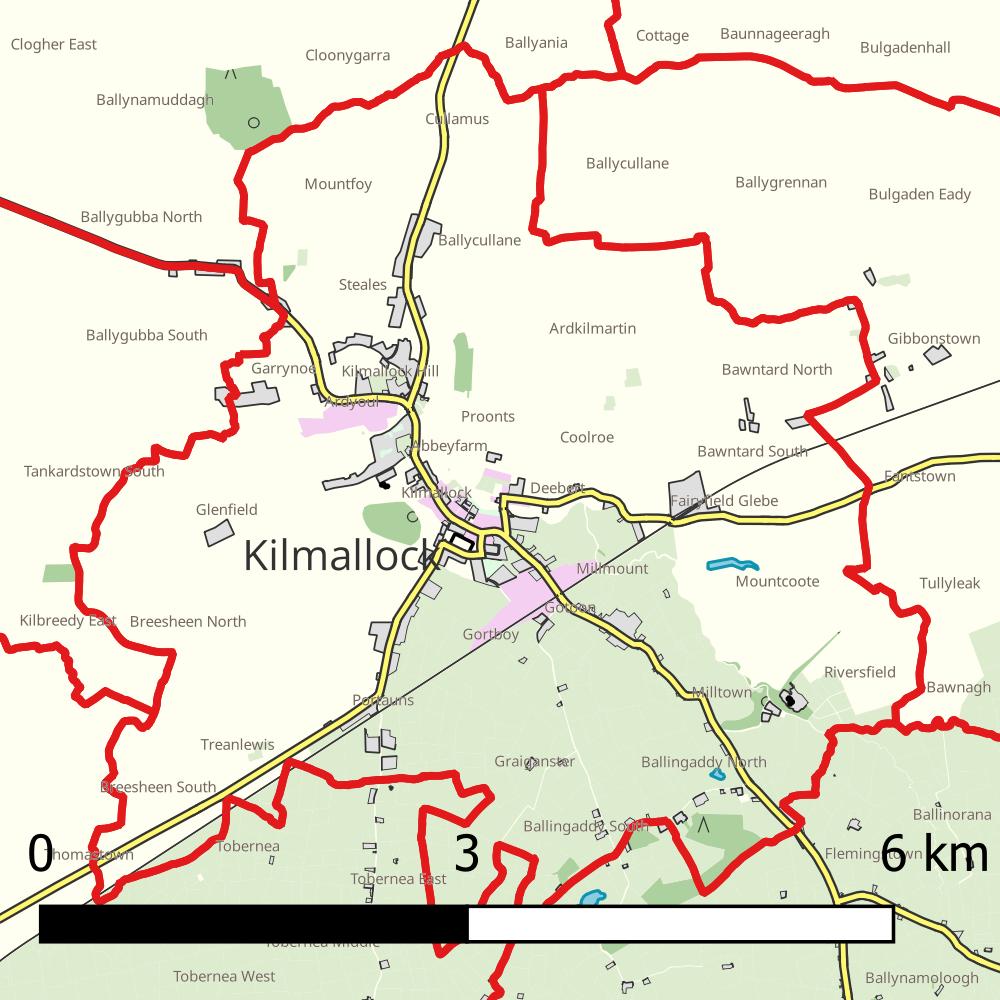 Clogher East
Cloonygarra
Ballyania
Cottage
Baunnageeragh
Bulgadenhall
Ballynamuddagh
Cullamus
Ballycullane
Ballygrennan
Bulgaden Eady
Mountfoy
Ballygubba North
Ballycullane
Steales
Ballygubba South
Ardkilmartin
Gibbonstown
Garrynoe
Kilmallock Hill
Bawntard North
Ardyoul
Proonts
Coolroe
Abbeyfarm
Bawntard South
Tankardstown South
Fantstown
Kilmallock
Deebert
Fairyfield Glebe
Glenfield
Kilmallock
Millmount
Mountcoote
Tullyleak
Gotoon
Kilbreedy East
Breesheen North
Gortboy
Riversfield
Bawnagh
Portauns
Milltown
Treanlewis
Graiganster
Ballingaddy North
Breesheen South
Ballinorana
Ballingaddy South
Tobernea
Thomastown
Flemingstown
0
3
6 km
Tobernea East
Tobernea Middle
Tobernea West
Ballynamoloogh